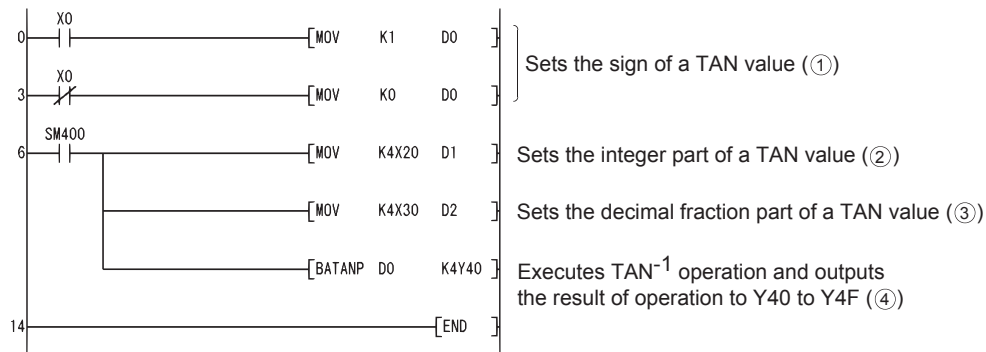 X0
0 [MOV K1 D0 ]
Sets the sign of a TAN value (①)
X0
3 [MOV K0 D0 ]
SM400
6 [MOV K4X20 D1 ] Sets the integer part of a TAN value (②)
[MOV K4X30 D2 ] Sets the decimal fraction part of a TAN value (③)
[BATANP D0 K4Y40 ] Executes TAN-1 operation and outputs
the result of operation to Y40 to Y4F (④)
14 [END ]